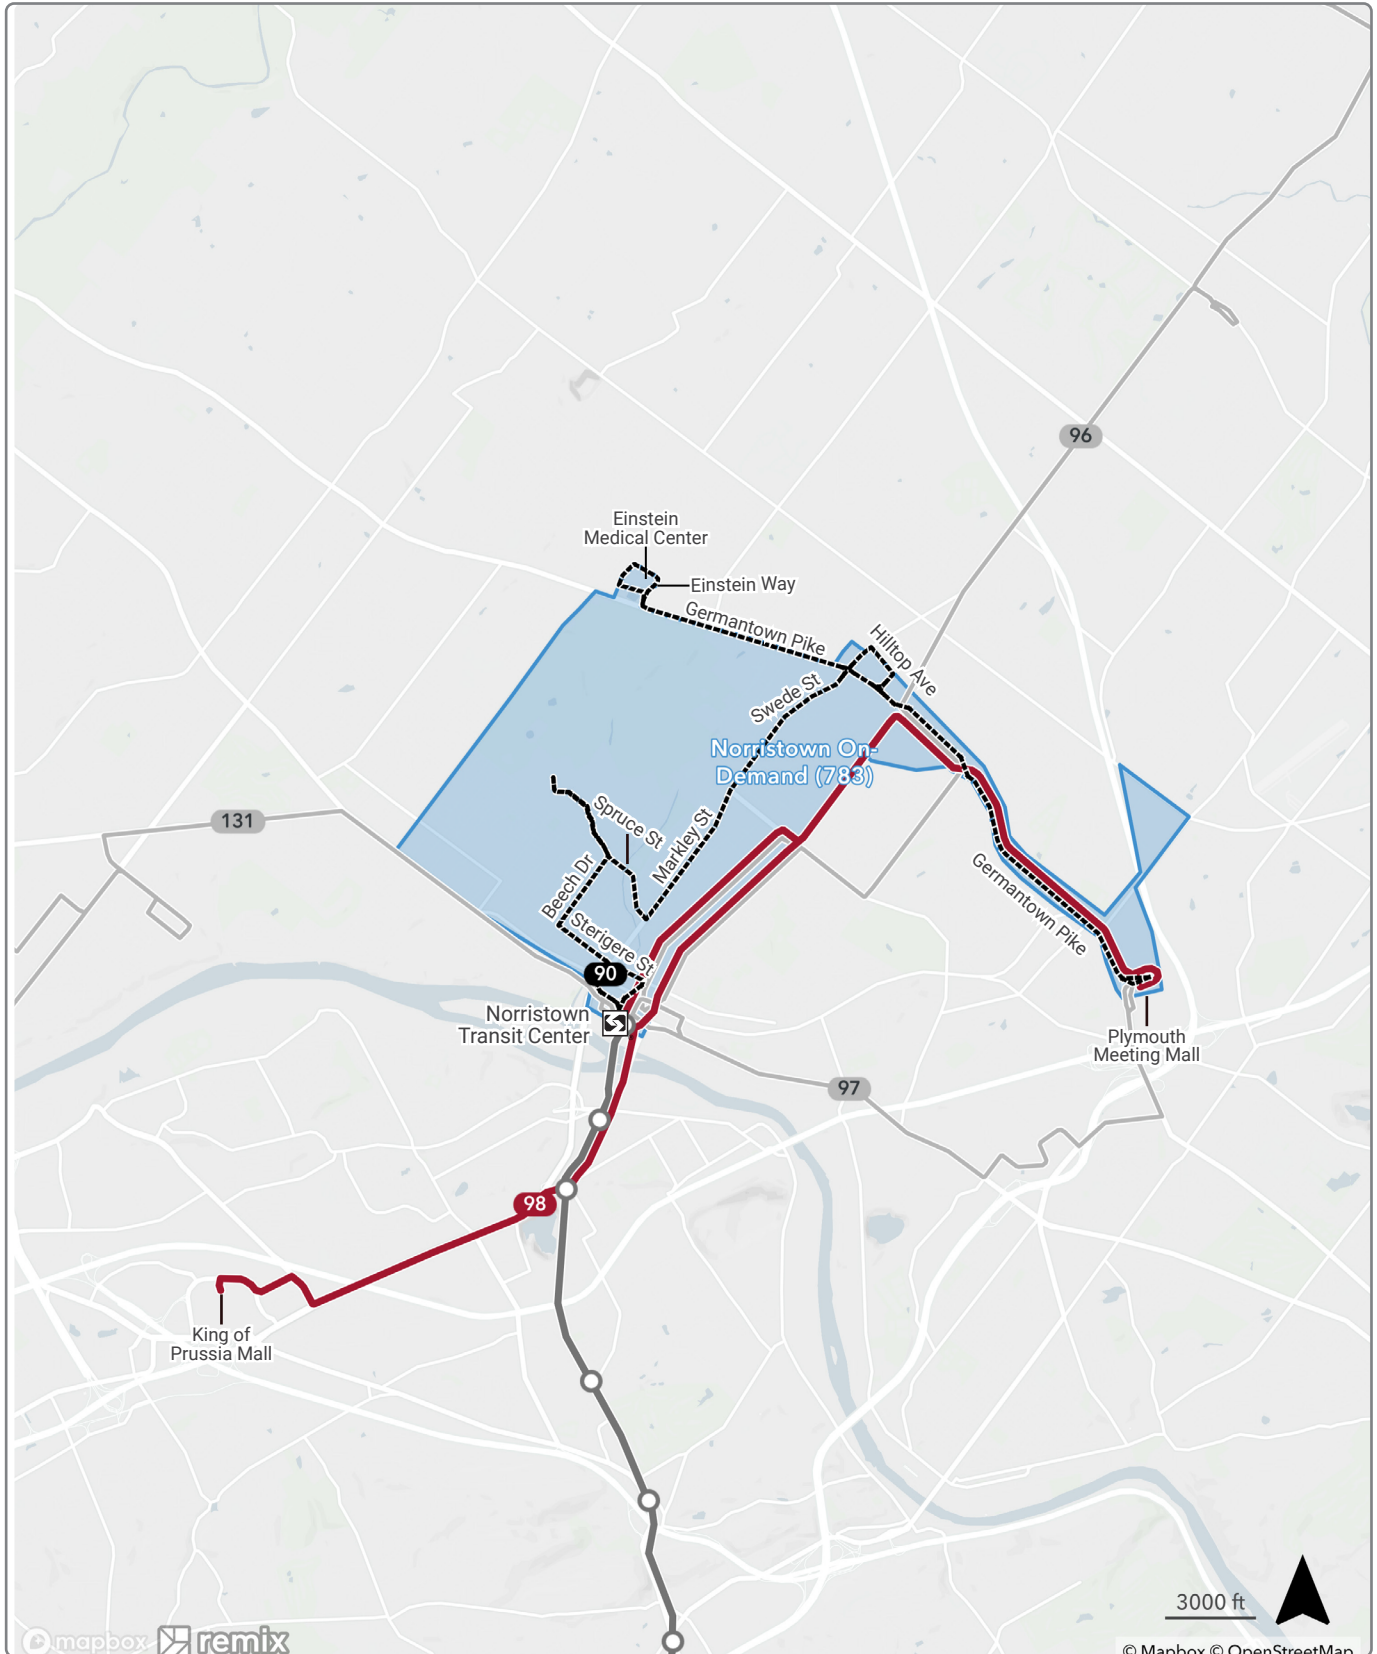 96
Einstein
Medical Center
Einstein Way
Germantown Pike
Hilltop Ave
Swede St
Norristown On-
Demand (783)
131
Spruce St
Markley St
Beech Dr
Germantown Pike
Sterigere St
90
Norristown
Transit Center
Plymouth
Meeting Mall
97
98
King of
Prussia Mall
3000 ft
mapbox
remix
© Mapbox © OpenStreetMap